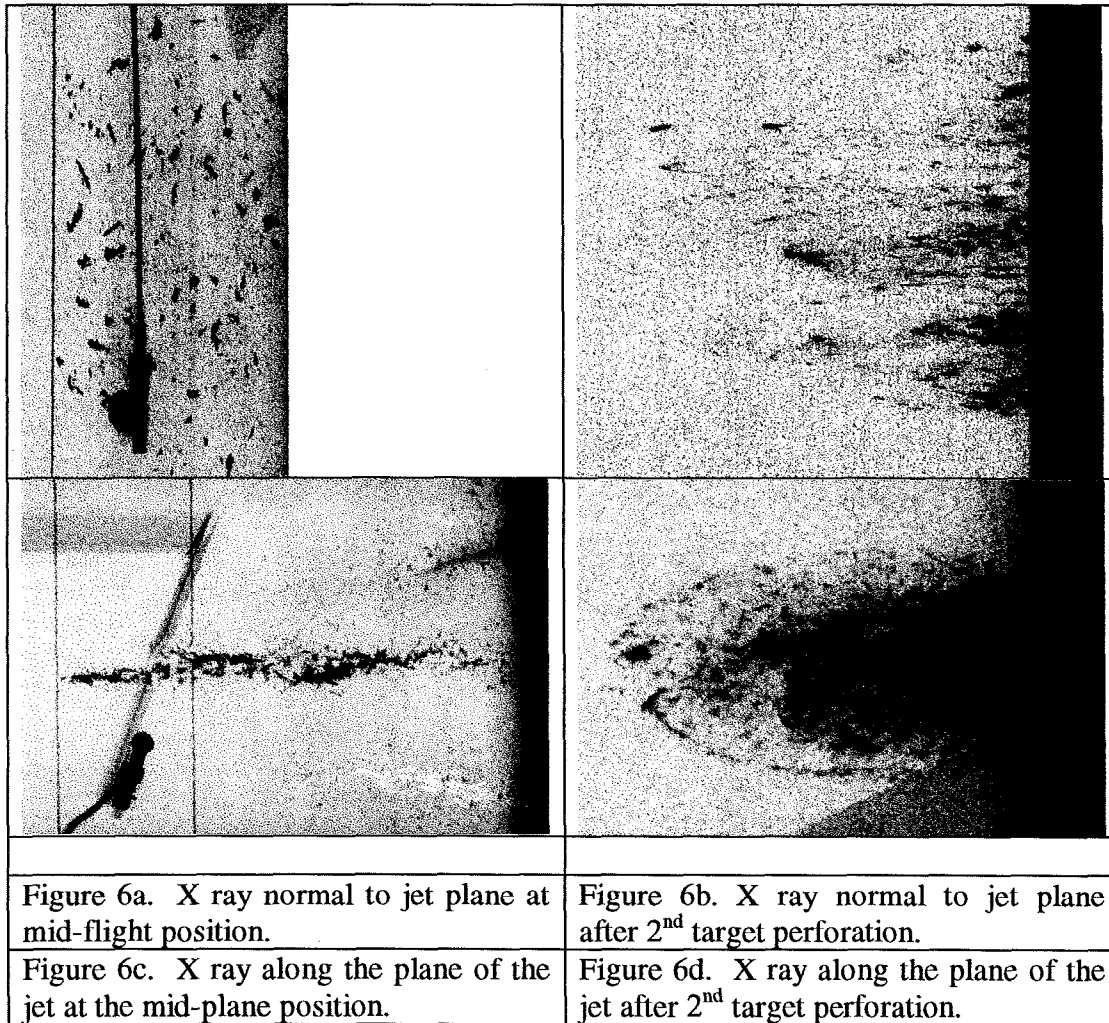 Figure 6a. X ray normal to jet plane at
mid-flight position.
Figure 6b. X ray normal to jet plane
after 2nd target perforation.
Figure 6c. X ray along the plane of the
jet at the mid-plane position.
Figure 6d. X ray along the plane of the
jet after 2nd target perforation.